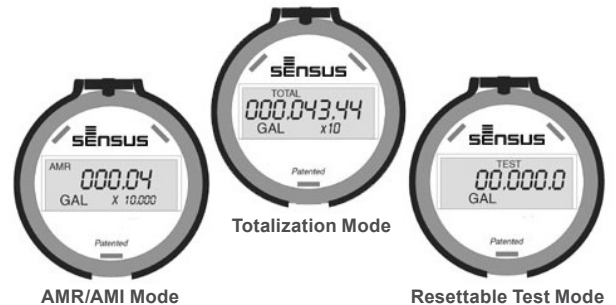 SENSUS
TOTAL
000.043.44
GAL x10
Patented
Totalization Mode
SENSUS
AMR
000.04
GAL X 10.000
Patented
AMR/AMI Mode
SENSUS
TEST
00.000.0
GAL
Patented
Resettable Test Mode